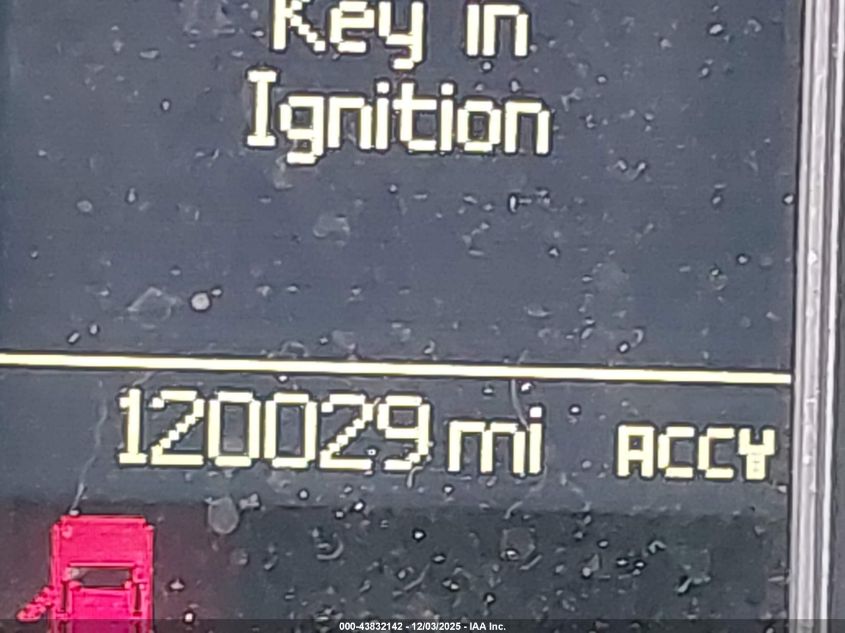 Key in
Ignition
120029 mi ACCY
000-43832142 - 12/03/2025 - IAA Inc.